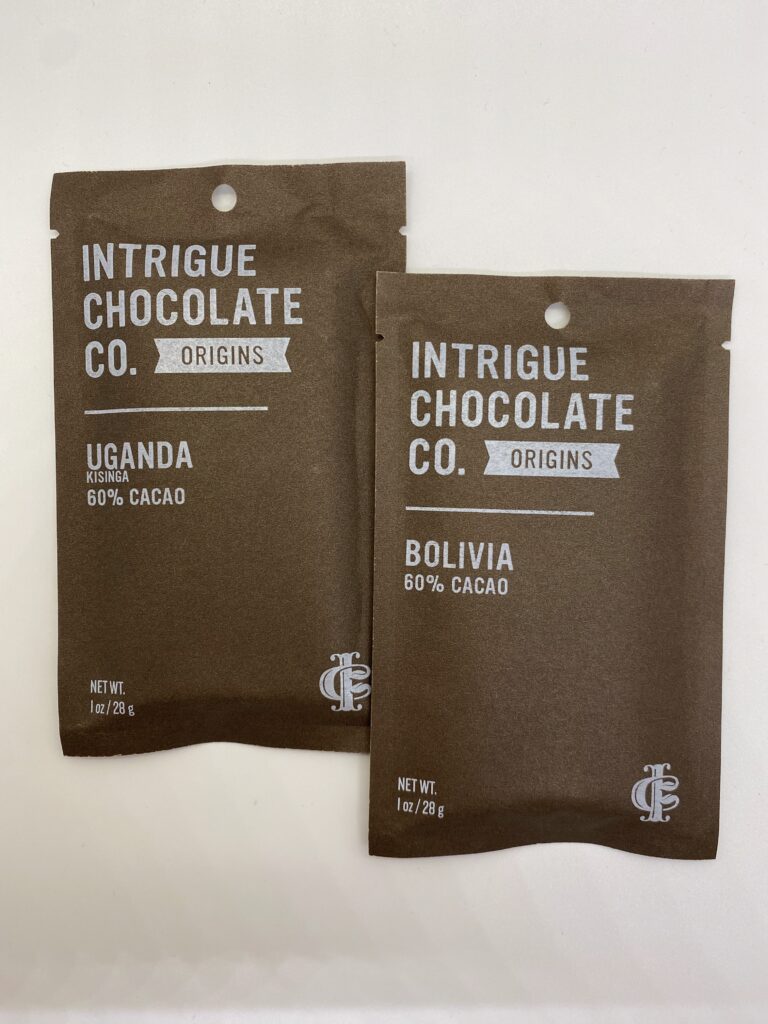 INTRIGUE
CHOCOLATE
CO. ORIGINS
UGANDA
KISINGA
60% CACAO
NET WT.
1 oz / 28 g
INTRIGUE
CHOCOLATE
CO. ORIGINS
BOLIVIA
60% CACAO
NET WT.
1 oz / 28 g